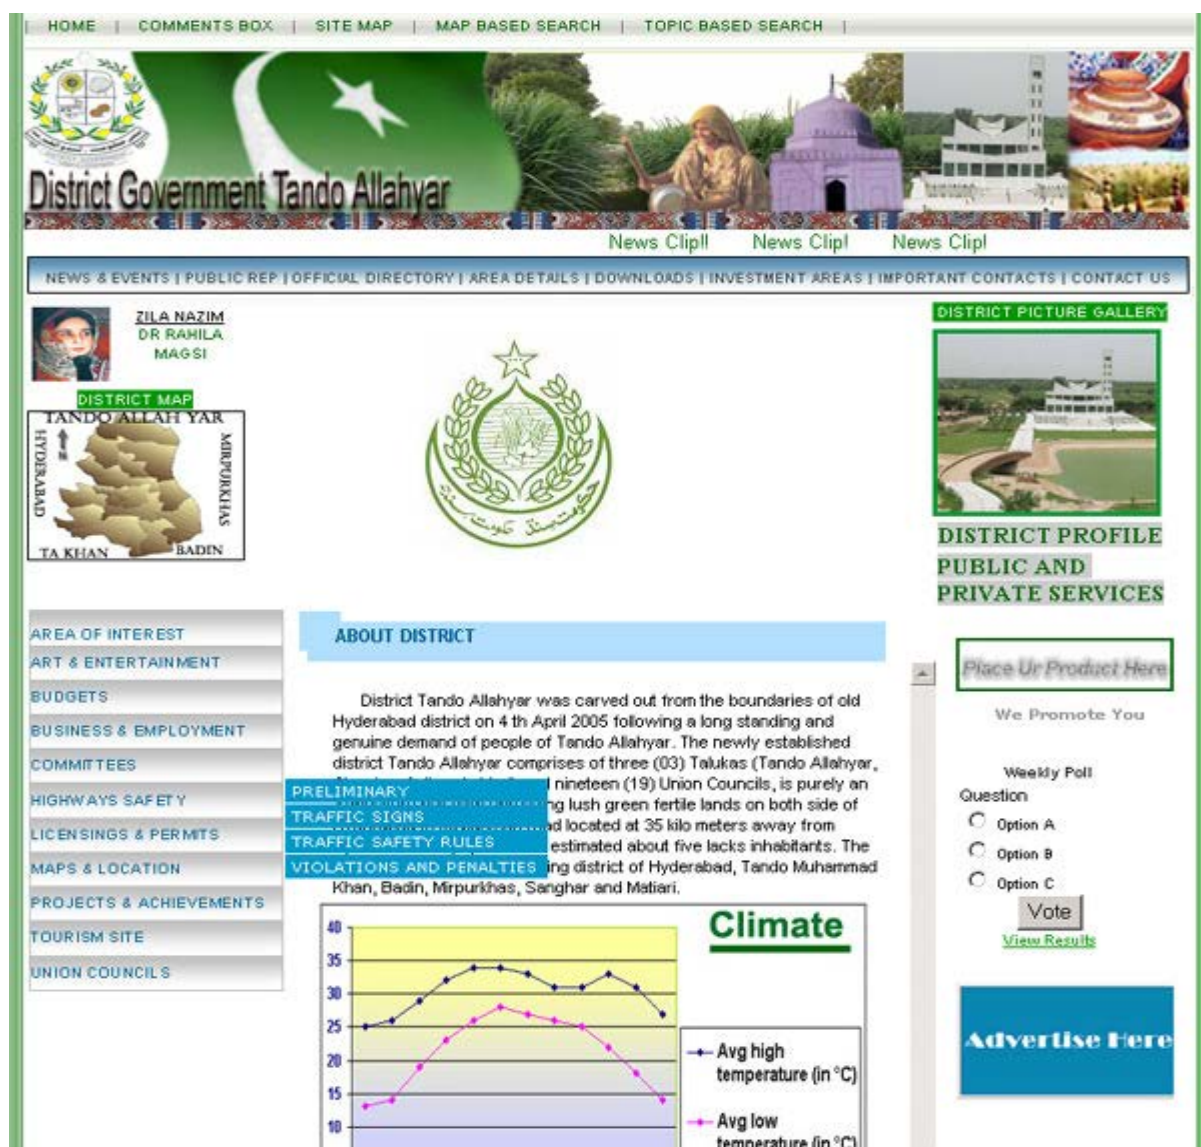 | HOME | COMMENTS BOX | SITE MAP | MAP BASED SEARCH | TOPIC BASED SEARCH |
District Government Tando Allahyar
News Clip!! News Clip! News Clip!
NEWS & EVENTS | PUBLIC REP | OFFICIAL DIRECTORY | AREA DETAILS | DOWNLOADS | INVESTMENT AREAS | IMPORTANT CONTACTS | CONTACT US
ZILA NAZIM
DR RAHILA
MAGSI
DISTRICT MAP
TANDO ALLAH YAR
HYDERABAD
MIRPURKHAS
TA KHAN
BADIN
حکومت سنڌ حکومت سندھ
DISTRICT PICTURE GALLERY
DISTRICT PROFILE
PUBLIC AND
PRIVATE SERVICES
AREA OF INTEREST
ART & ENTERTAINMENT
BUDGETS
BUSINESS & EMPLOYMENT
COMMITTEES
HIGHWAYS SAFETY
LICENSINGS & PERMITS
MAPS & LOCATION
PROJECTS & ACHIEVEMENTS
TOURISM SITE
UNION COUNCILS
PRELIMINARY
TRAFFIC SIGNS
TRAFFIC SAFETY RULES
VIOLATIONS AND PENALTIES
ABOUT DISTRICT
District Tando Allahyar was carved out from the boundaries of old
Hyderabad district on 4 th April 2005 following a long standing and
genuine demand of people of Tando Allahyar. The newly established
district Tando Allahyar comprises of three (03) Talukas (Tando Allahyar,
nineteen (19) Union Councils, is purely an
lush green fertile lands on both side of
located at 35 kilo meters away from
estimated about five lacks inhabitants. The
district of Hyderabad, Tando Muhammad
Khan, Badin, Mirpurkhas, Sanghar and Matiari.
Climate
40
35
30
25
20
15
10
Avg high
temperature (in °C)
Avg low
temperature (in °C)
Place Ur Product Here
We Promote You
Weekly Poll
Question
Option A
Option B
Option C
Vote
View Results
Advertise Here